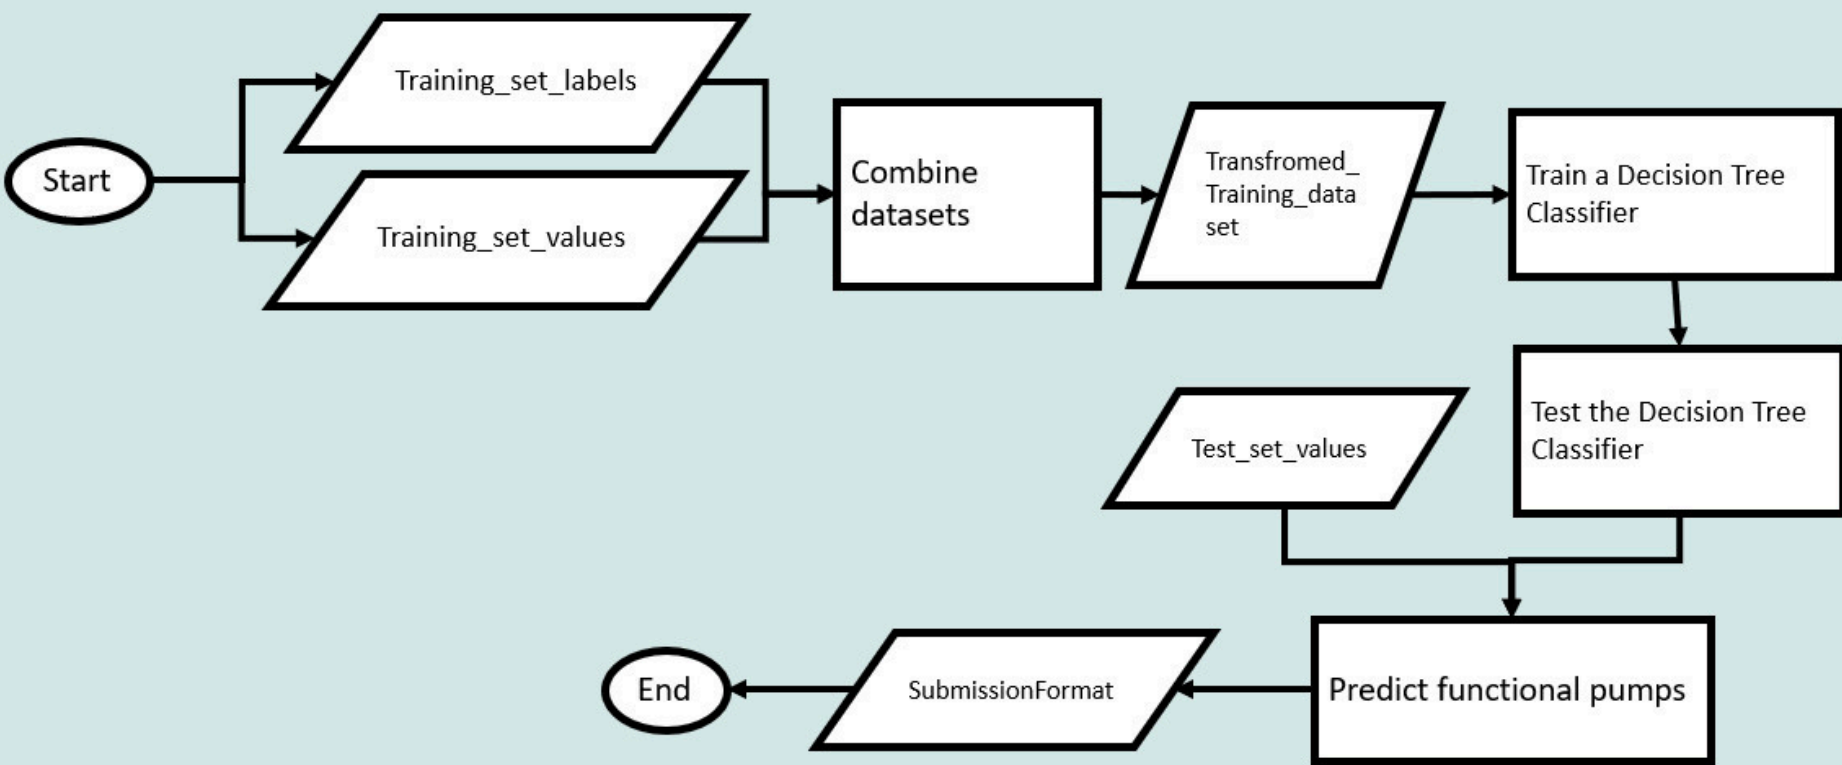 Start
Training_set_labels
Training_set_values
Combine
datasets
Transfromed_
Training_data
set
Train a Decision Tree
Classifier
Test the Decision Tree
Classifier
Test_set_values
Predict functional pumps
SubmissionFormat
End